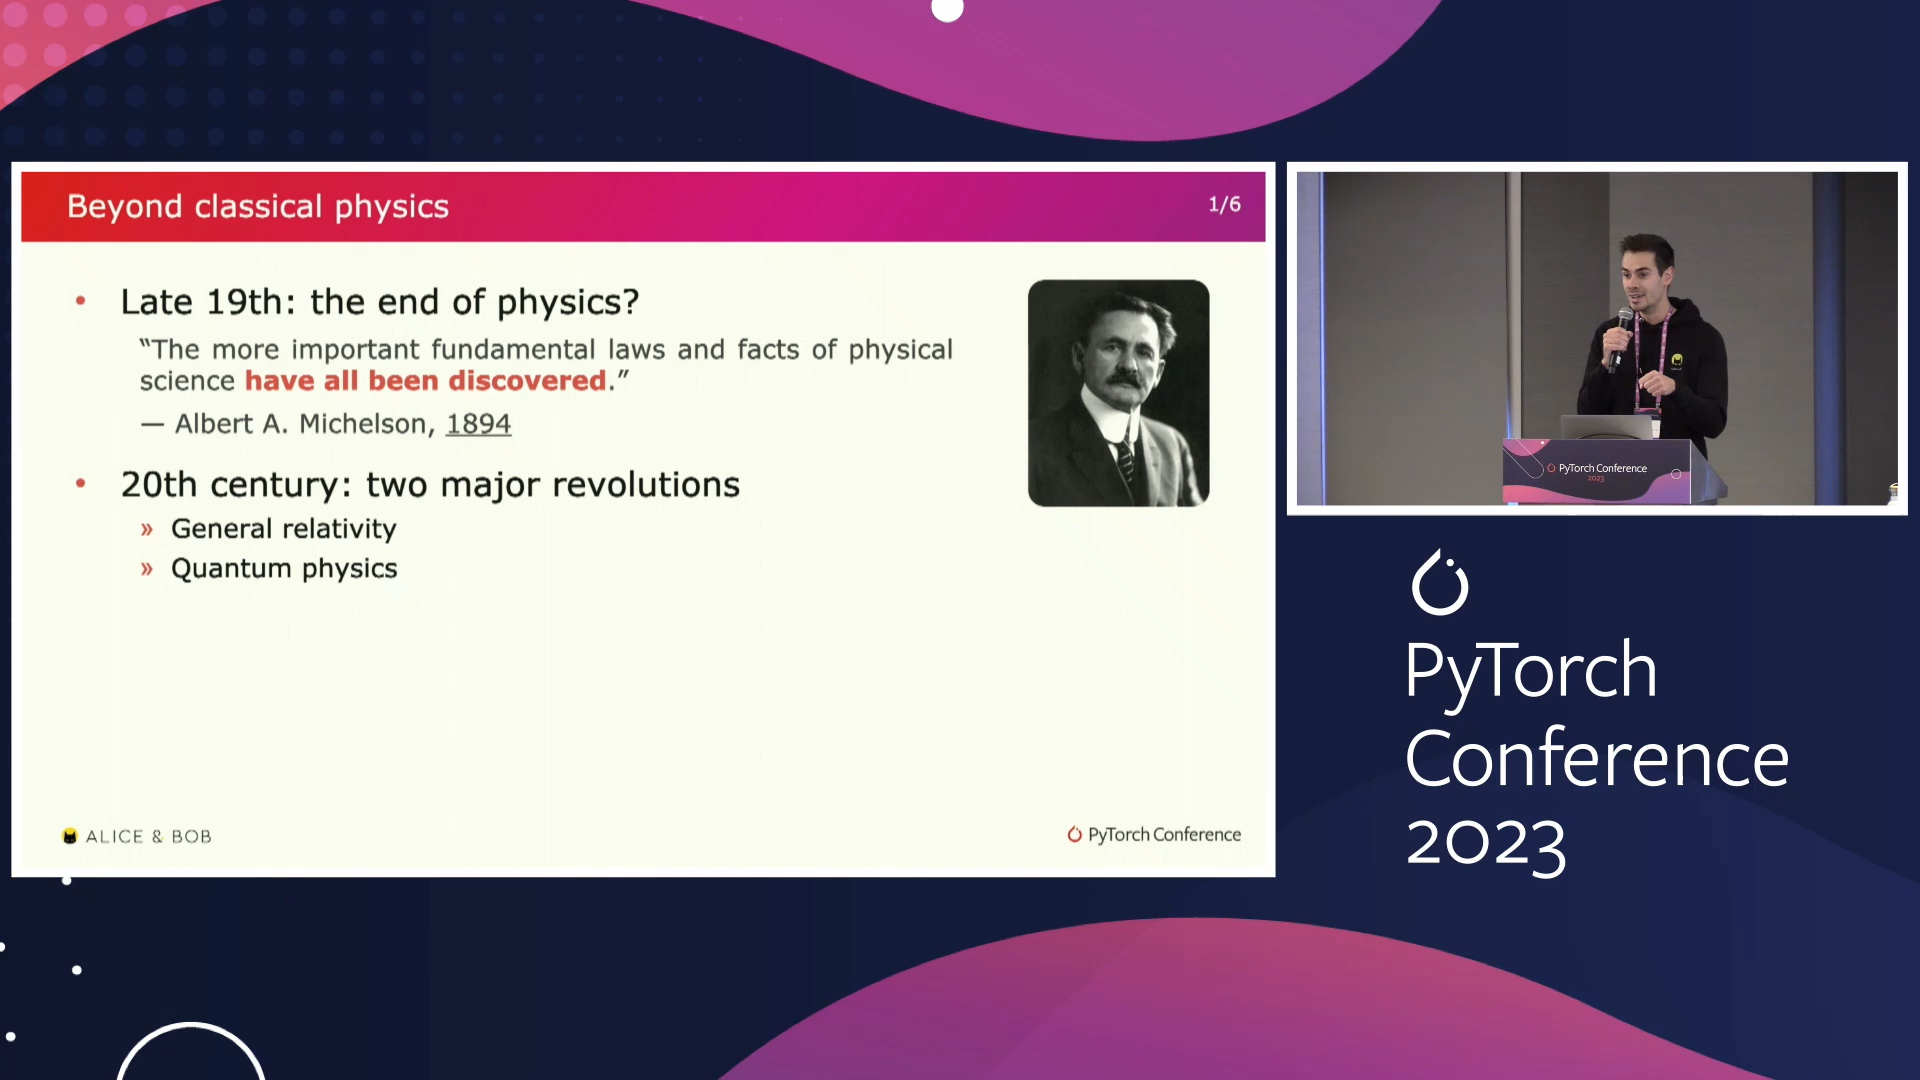 Beyond classical physics
1/6
• Late 19th: the end of physics?
“The more important fundamental laws and facts of physical
science have all been discovered.”
— Albert A. Michelson, 1894
• 20th century: two major revolutions
» General relativity
» Quantum physics
ALICE & BOB
PyTorch Conference
PyTorch Conference
2023
PyTorch
Conference
2023